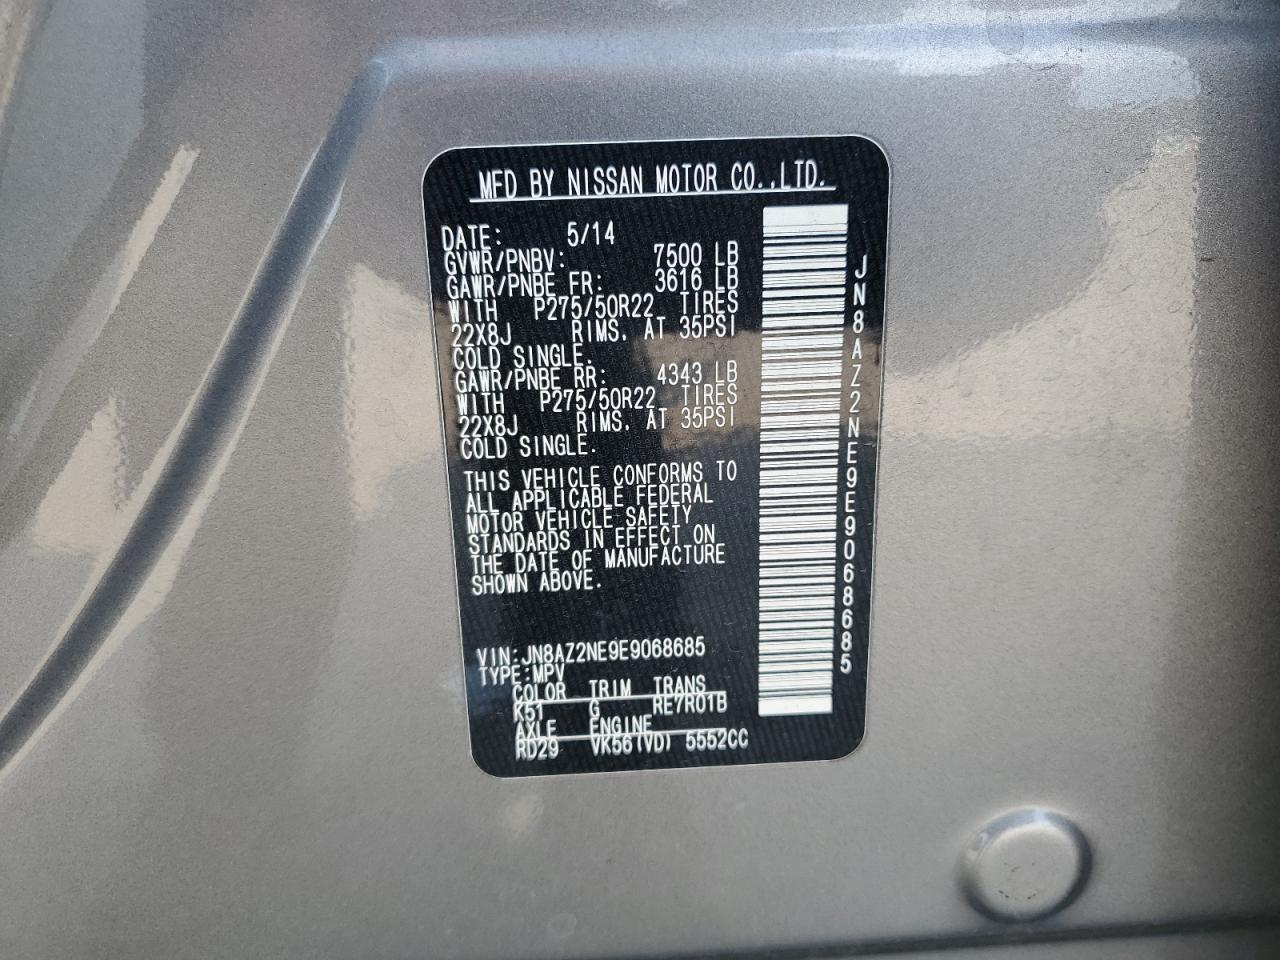 MFD BY NISSAN MOTOR CO.,LTD.
DATE: 5/14
GVWR/PNBV: 7500 LB
GAWR/PNBE FR: 3616 LB
WITH P275/50R22 TIRES
22X8J RIMS. AT 35PSI
COLD SINGLE.
GAWR/PNBE RR: 4343 LB
WITH P275/50R22 TIRES
22X8J RIMS. AT 35PSI
COLD SINGLE.
THIS VEHICLE CONFORMS TO
ALL APPLICABLE FEDERAL
MOTOR VEHICLE SAFETY
STANDARDS IN EFFECT ON
THE DATE OF MANUFACTURE
SHOWN ABOVE.
VIN:JN8AZ2NE9E9068685
TYPE:MPV
COLOR TRIM TRANS
K51 G RE7R01B
AXLE ENGINE
RD29 VK56(VD) 5552CC
JN8AZ2NE9E9068685